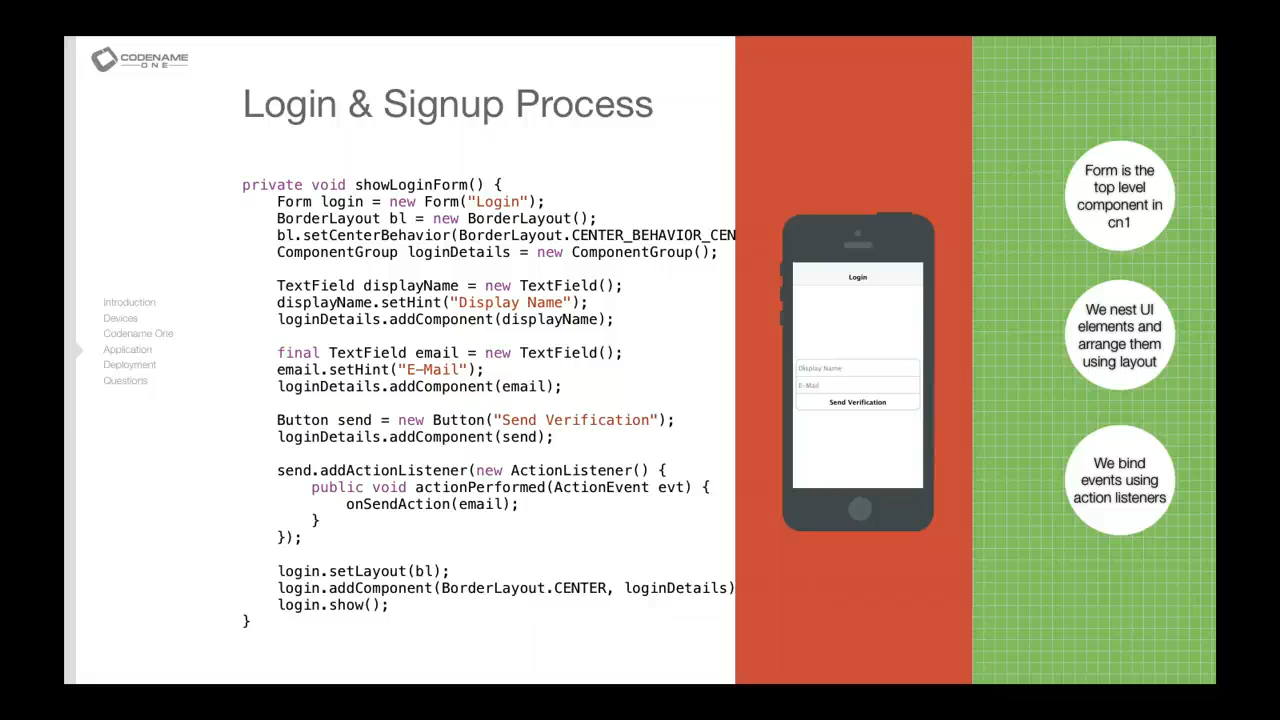 CODENAME
ONE
Login & Signup Process
private void showLoginForm() {
    Form login = new Form("Login");
    BorderLayout bl = new BorderLayout();
    bl.setCenterBehavior(BorderLayout.CENTER_BEHAVIOR_CEN
    ComponentGroup loginDetails = new ComponentGroup();
    TextField displayName = new TextField();
    displayName.setHint("Display Name");
    loginDetails.addComponent(displayName);
    final TextField email = new TextField();
    email.setHint("E-Mail");
    loginDetails.addComponent(email);
    Button send = new Button("Send Verification");
    loginDetails.addComponent(send);
    send.addActionListener(new ActionListener() {
        public void actionPerformed(ActionEvent evt) {
            onSendAction(email);
        }
    });
    login.setLayout(bl);
    login.addComponent(BorderLayout.CENTER, loginDetails)
    login.show();
}
Introduction
Devices
Codename One
Application
Deployment
Questions
Login
Display Name
E-Mail
Send Verification
Form is the
top level
component in
cn1
We nest UI
elements and
arrange them
using layout
We bind
events using
action listeners